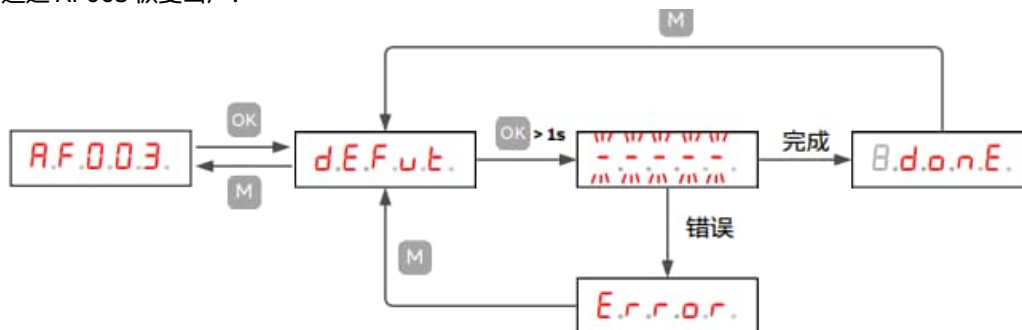 M
A.F.0.0.3.
OK
M
d.E.F.u.t.
OK > 1s
-.-.-.-.-.
完成
8.d.o.n.E.
错误
M
E.r.r.o.r.